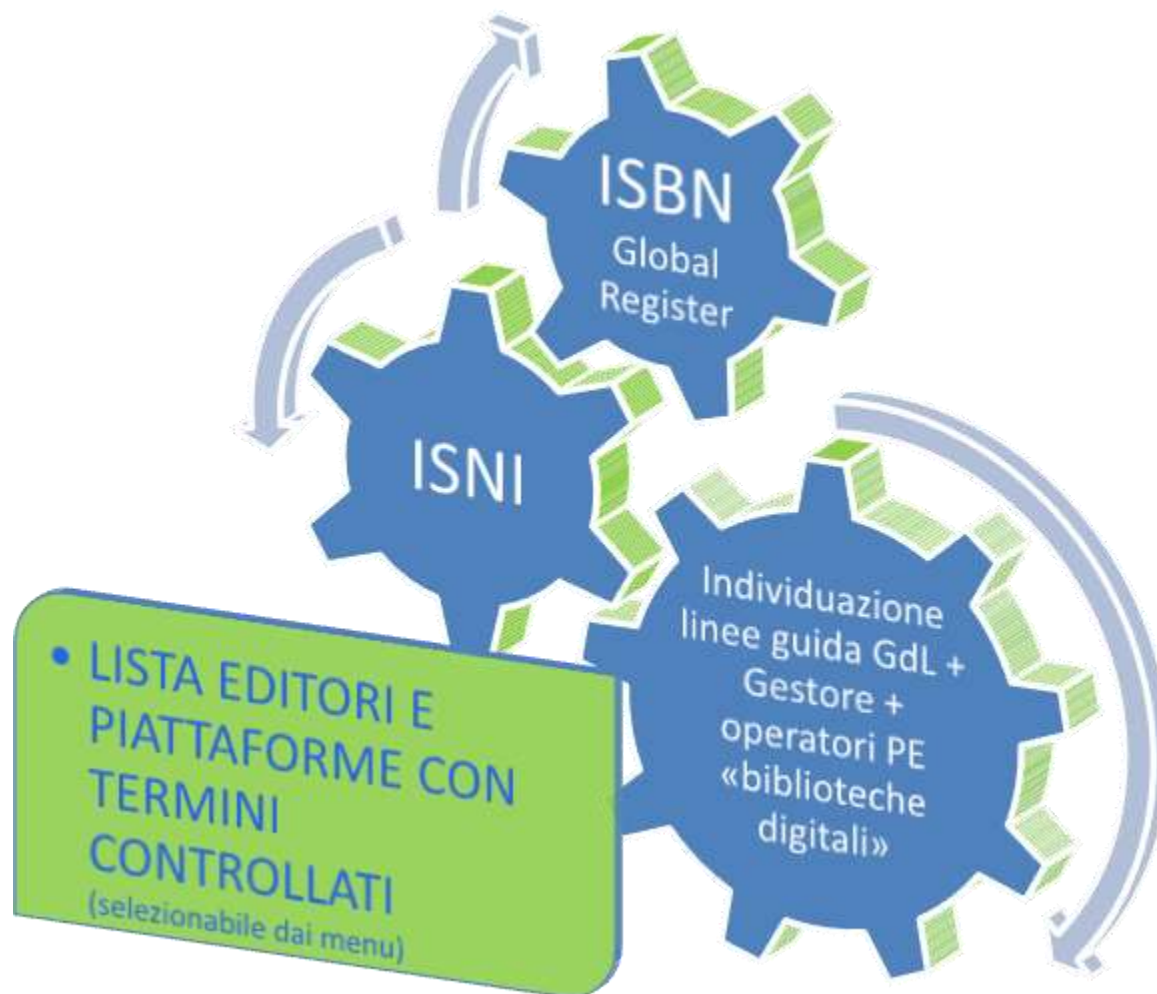 ISBN
Global
Register
ISNI
Individuazione
linee guida GdL +
Gestore +
operatori PE
«biblioteche
digitali»
• LISTA EDITORI E
PIATTAFORME CON
TERMINI
CONTROLLATI
(selezionabile dai menu)